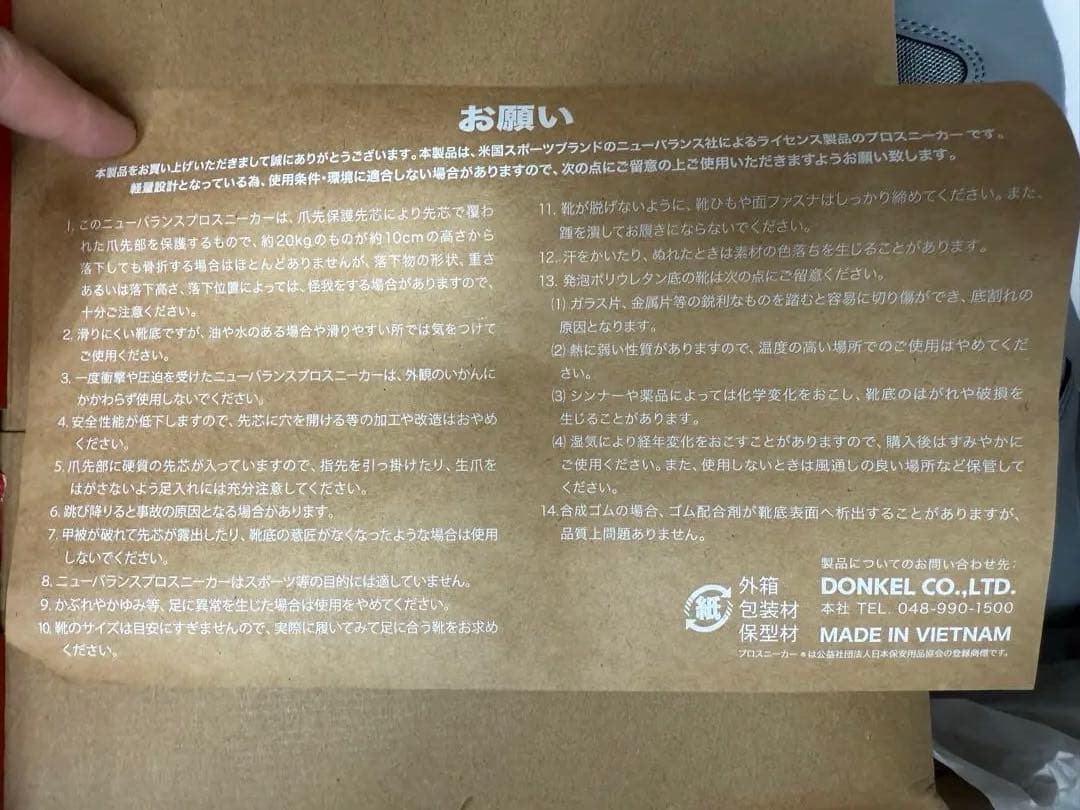 お願い
本製品をお買い上げいただきまして誠にありがとうございます。本製品は、米国スポーツブランドのニューバランス社によるライセンス製品のプロスニーカーです。
軽量設計となっている為、使用条件・環境に適合しない場合がありますので、次の点にご留意の上ご使用いただきますようお願い致します。
1. このニューバランスプロスニーカーは、爪先保護先芯により先芯で覆わ
れた爪先部を保護するもので、約20kgのものが約10cmの高さから
落下しても骨折する場合はほとんどありませんが、落下物の形状、重さ
あるいは落下高さ、落下位置によっては、怪我をする場合がありますので、
十分ご注意ください。
2. 滑りにくい靴底ですが、油や水のある場合や滑りやすい所では気をつけて
ご使用ください。
3. 一度衝撃や圧迫を受けたニューバランスプロスニーカーは、外観のいかんに
かかわらず使用しないでください。
4. 安全性能が低下しますので、先芯に穴を開ける等の加工や改造はおやめ
ください。
5. 爪先部に硬質の先芯が入っていますので、指先を引っ掛けたり、生爪を
はがさないよう足入れには充分注意してください。
6. 跳び降りると事故の原因となる場合があります。
7. 甲被が破れて先芯が露出したり、靴底の意匠がなくなったような場合は使用
しないでください。
8. ニューバランスプロスニーカーはスポーツ等の目的には適していません。
9. かぶれやかゆみ等、足に異常を生じた場合は使用をやめてください。
10. 靴のサイズは目安にすぎませんので、実際に履いてみて足に合う靴をお求め
ください。
11. 靴が脱げないように、靴ひもや面ファスナはしっかり締めてください。また、
踵を潰してお履きにならないでください。
12. 汗をかいたり、ぬれたときは素材の色落ちを生じることがあります。
13. 発泡ポリウレタン底の靴は次の点にご留意ください。
(1) ガラス片、金属片等の鋭利なものを踏むと容易に切り傷ができ、底割れの
原因となります。
(2) 熱に弱い性質がありますので、温度の高い場所でのご使用はやめてくだ
さい。
(3) シンナーや薬品によっては化学変化をおこし、靴底のはがれや破損を
生じることがあります。
(4) 湿気により経年変化をおこすことがありますので、購入後はすみやかに
ご使用ください。また、使用しないときは風通しの良い場所など保管して
ください。
14. 合成ゴムの場合、ゴム配合剤が靴底表面へ析出することがありますが、
品質上問題ありません。
紙
外箱
包装材
保型材
製品についてのお問い合わせ先:
DONKEL CO.,LTD.
本社 TEL. 048-990-1500
MADE IN VIETNAM
プロスニーカー®は公益社団法人日本保安用品協会の登録商標です。